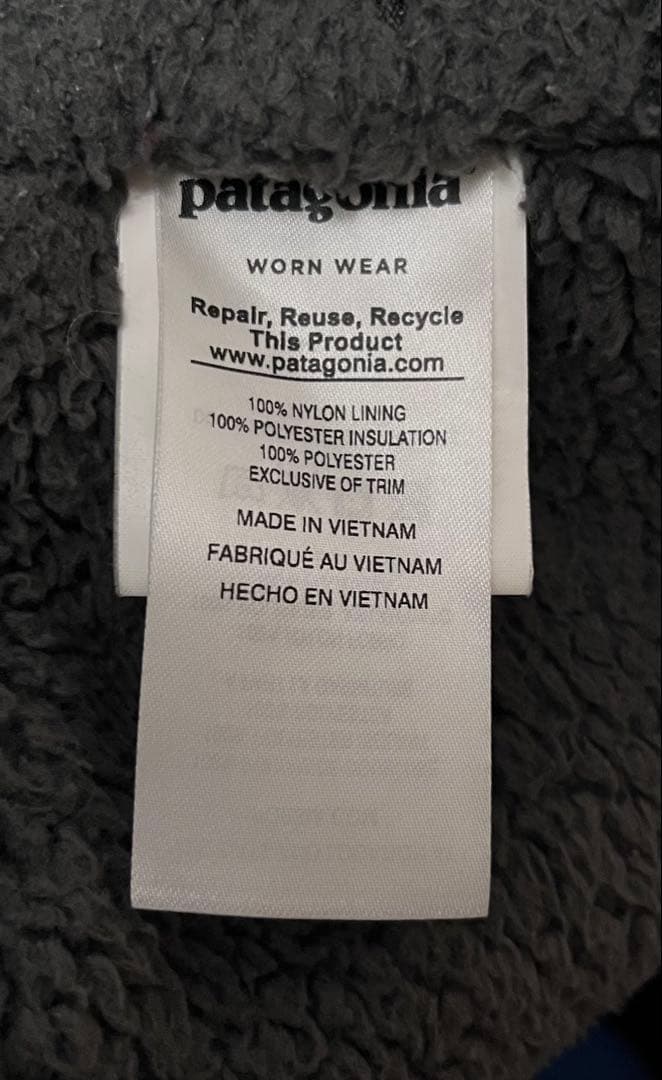 patagonia
WORN WEAR
Repair, Reuse, Recycle
This Product
www.patagonia.com
100% NYLON LINING
100% POLYESTER INSULATION
100% POLYESTER
EXCLUSIVE OF TRIM
MADE IN VIETNAM
FABRIQUÉ AU VIETNAM
HECHO EN VIETNAM